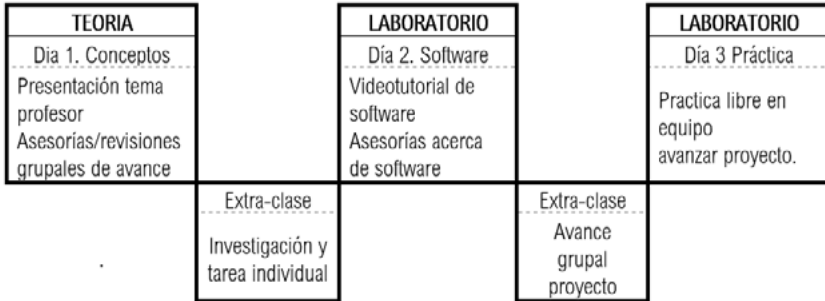 TEORIA
Dia 1. Conceptos
Presentación tema
profesor
Asesorías/revisiones
grupales de avance
Extra-clase
Investigación y
tarea individual
LABORATORIO
Día 2. Software
Videotutorial de
software
Asesorías acerca
de software
Extra-clase
Avance
grupal
proyecto
LABORATORIO
Día 3 Práctica
Practica libre en
equipo
avanzar proyecto.